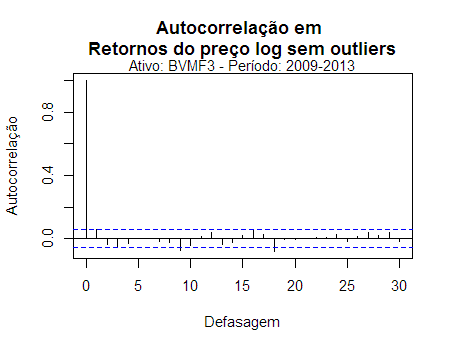 Autocorrelação em
Retornos do preço log sem outliers
Ativo: BVMF3 - Período: 2009-2013
Autocorrelação
0.8
0.4
0.0
0 5 10 15 20 25 30
Defasagem